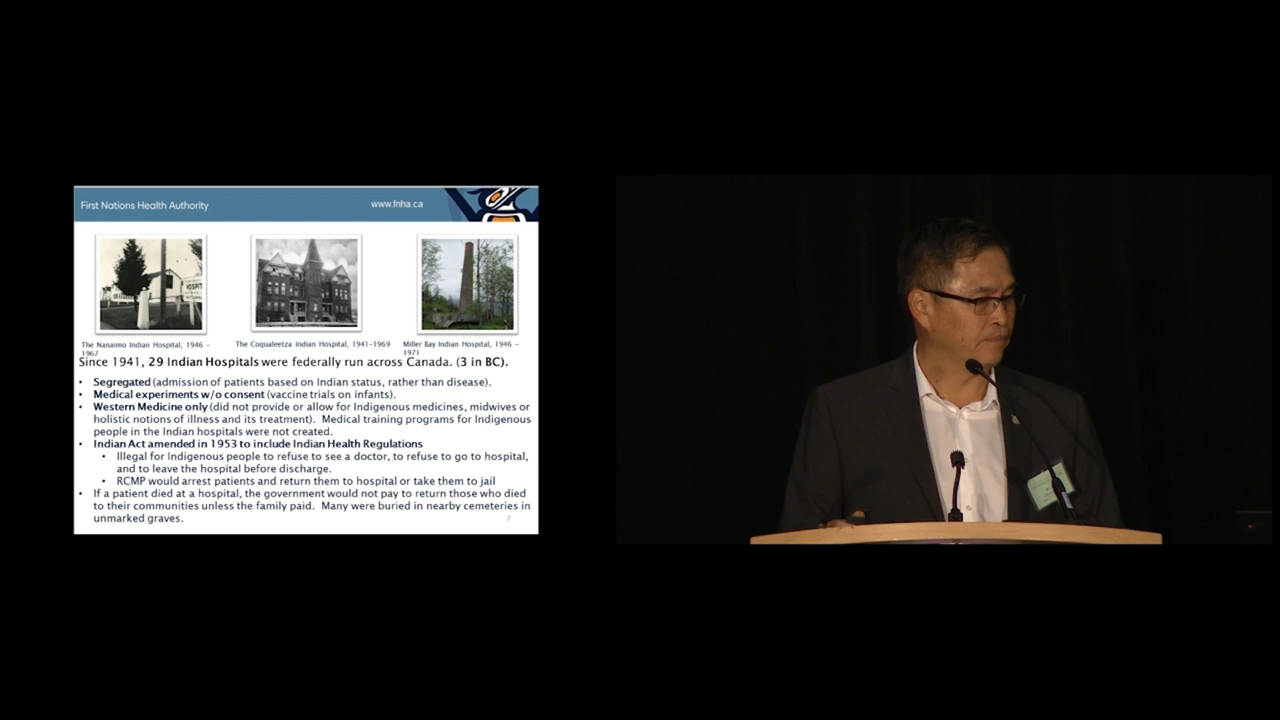 First Nations Health Authority
www.fnha.ca
HOSPIT
The Nanaimo Indian Hospital, 1946 –
1967
The Coqualeetza Indian Hospital, 1941–1969
Miller Bay Indian Hospital, 1946 –
1971
Since 1941, 29 Indian Hospitals were federally run across Canada. (3 in BC).
• Segregated (admission of patients based on Indian status, rather than disease).
• Medical experiments w/o consent (vaccine trials on infants).
• Western Medicine only (did not provide or allow for Indigenous medicines, midwives or
holistic notions of illness and its treatment). Medical training programs for Indigenous
people in the Indian hospitals were not created.
• Indian Act amended in 1953 to include Indian Health Regulations
• Illegal for Indigenous people to refuse to see a doctor, to refuse to go to hospital,
and to leave the hospital before discharge.
• RCMP would arrest patients and return them to hospital or take them to jail
• If a patient died at a hospital, the government would not pay to return those who died
to their communities unless the family paid. Many were buried in nearby cemeteries in
unmarked graves.
7